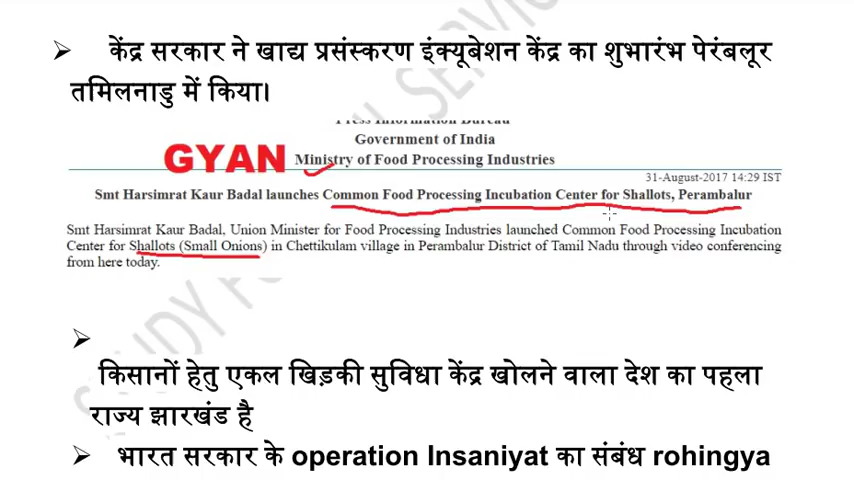 ➢ केंद्र सरकार ने खाद्य प्रसंस्करण इंक्यूबेशन केंद्र का शुभारंभ पेरंबलूर
तमिलनाडु में किया।
Press Information Bureau
Government of India
GYAN Ministry of Food Processing Industries
31-August-2017 14:29 IST
Smt Harsimrat Kaur Badal launches Common Food Processing Incubation Center for Shallots, Perambalur
Smt Harsimrat Kaur Badal, Union Minister for Food Processing Industries launched Common Food Processing Incubation
Center for Shallots (Small Onions) in Chettikulam village in Perambalur District of Tamil Nadu through video conferencing
from here today.
➢
किसानों हेतु एकल खिड़की सुविधा केंद्र खोलने वाला देश का पहला
राज्य झारखंड है
➢ भारत सरकार के operation Insaniyat का संबंध rohingya